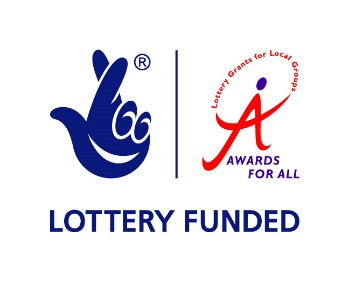 ®
Lottery Grants for Local Groups
AWARDS
FOR ALL
LOTTERY FUNDED